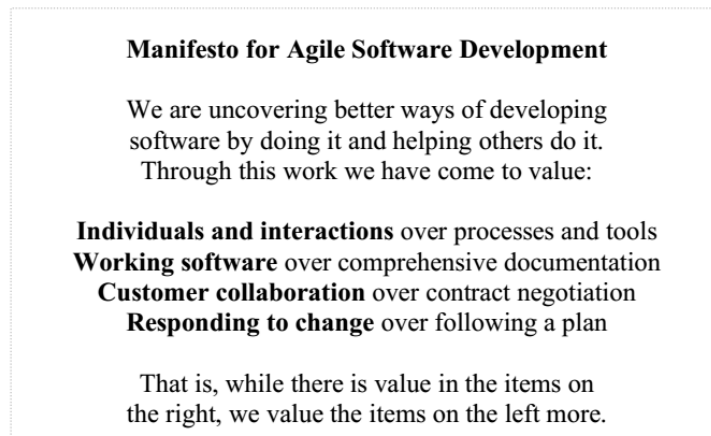 Manifesto for Agile Software Development
We are uncovering better ways of developing
software by doing it and helping others do it.
Through this work we have come to value:
Individuals and interactions over processes and tools
Working software over comprehensive documentation
Customer collaboration over contract negotiation
Responding to change over following a plan
That is, while there is value in the items on
the right, we value the items on the left more.